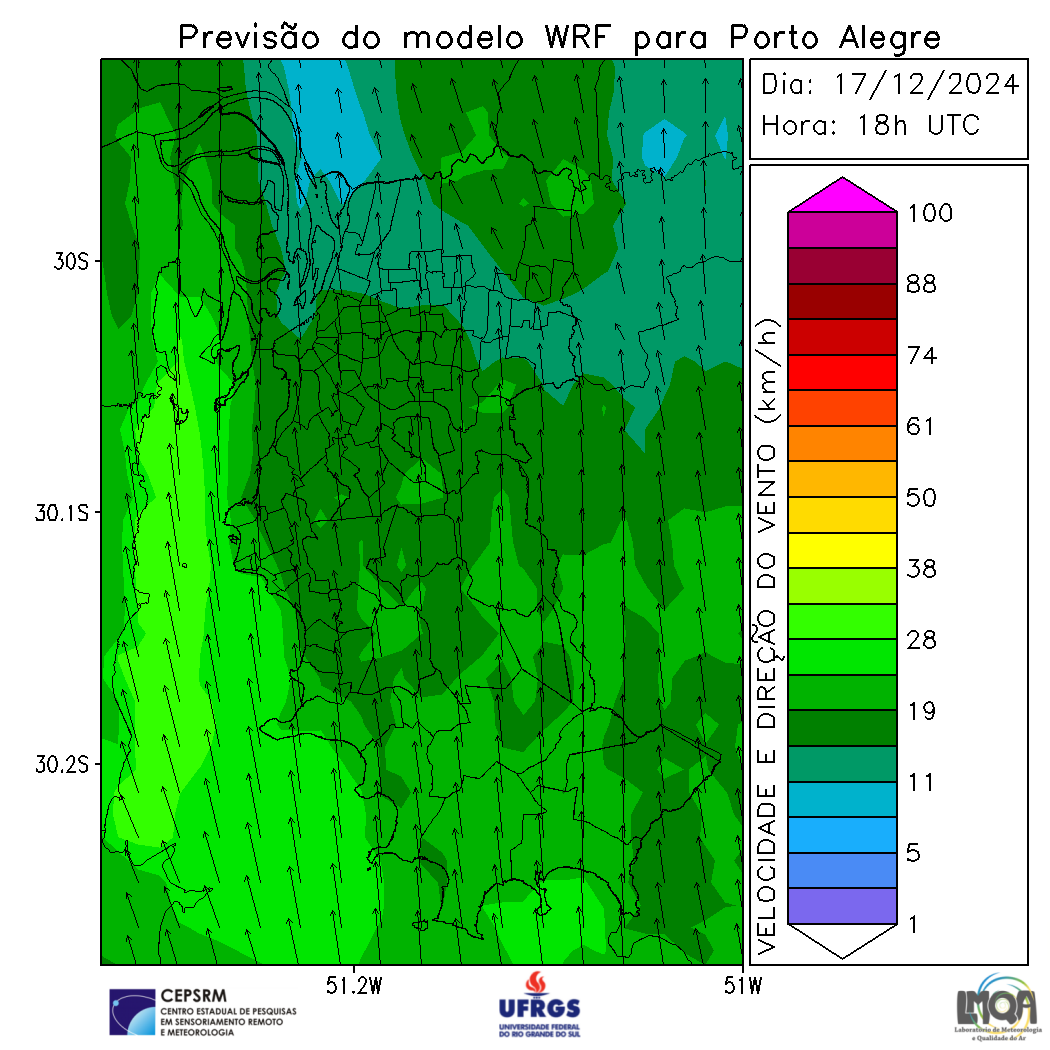 Previsão do modelo WRF para Porto Alegre
Dia: 17/12/2024
Hora: 18h UTC
30S
30.1S
30.2S
51.2W
51W
VELOCIDADE E DIREÇÃO DO VENTO (km/h)
100
88
74
61
50
38
28
19
11
5
1
CEPSRM
CENTRO ESTADUAL DE PESQUISAS
EM SENSORIAMENTO REMOTO
E METEOROLOGIA
UFRGS
UNIVERSIDADE FEDERAL
DO RIO GRANDE DO SUL
LMQA
Laboratório de Meteorologia
e Qualidade do Ar